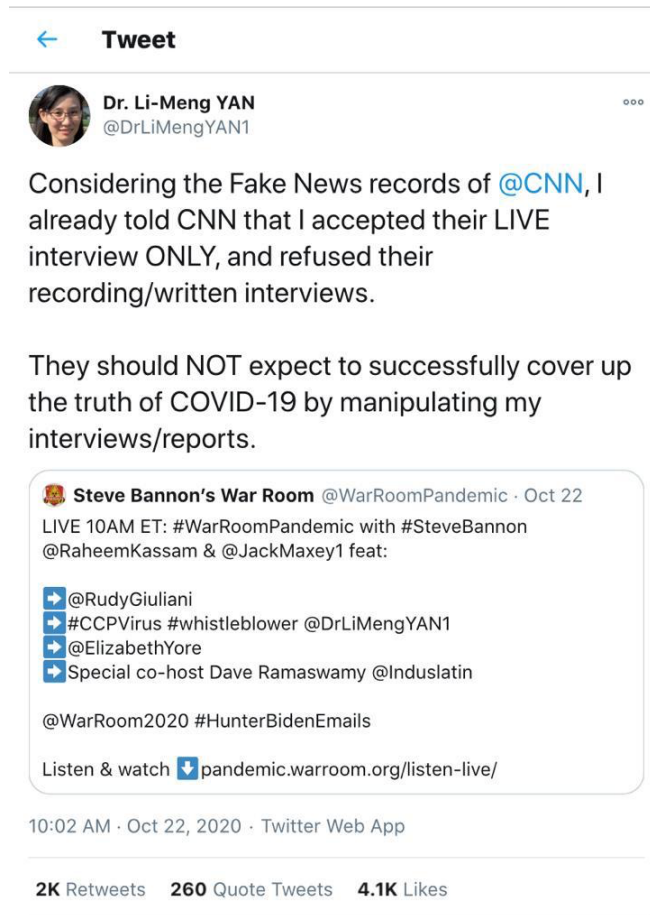 Tweet
Dr. Li-Meng YAN
@DrLiMengYAN1
Considering the Fake News records of @CNN, I
already told CNN that I accepted their LIVE
interview ONLY, and refused their
recording/written interviews.
They should NOT expect to successfully cover up
the truth of COVID-19 by manipulating my
interviews/reports.
Steve Bannon's War Room @WarRoomPandemic · Oct 22
LIVE 10AM ET: #WarRoomPandemic with #SteveBannon
@RaheemKassam & @JackMaxey1 feat:
➡@RudyGiuliani
➡#CCPVirus #whistleblower @DrLiMengYAN1
➡@ElizabethYore
➡Special co-host Dave Ramaswamy @Induslatin
@WarRoom2020 #HunterBidenEmails
Listen & watch ⬇pandemic.warroom.org/listen-live/
10:02 AM · Oct 22, 2020 · Twitter Web App
2K Retweets 260 Quote Tweets 4.1K Likes